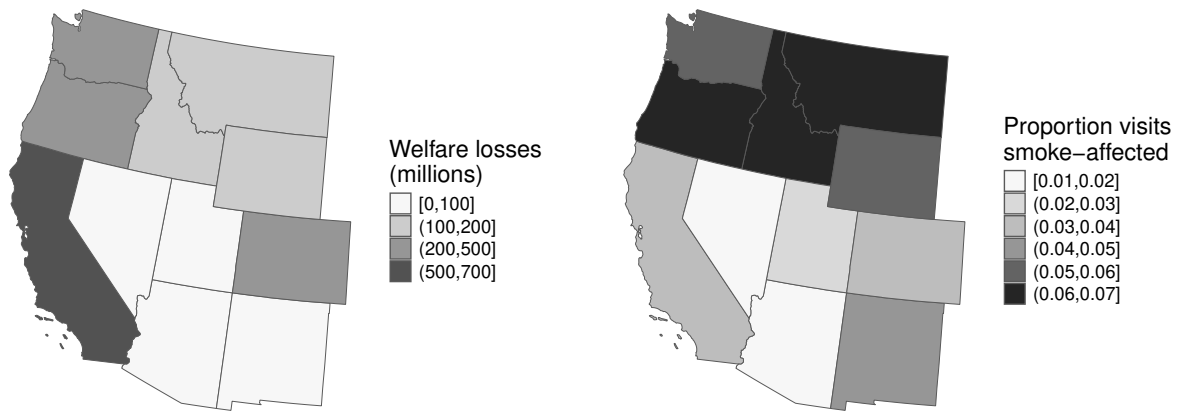 Welfare losses
(millions)
[0,100]
(100,200]
(200,500]
(500,700]
Proportion visits
smoke−affected
[0.01,0.02]
(0.02,0.03]
(0.03,0.04]
(0.04,0.05]
(0.05,0.06]
(0.06,0.07]